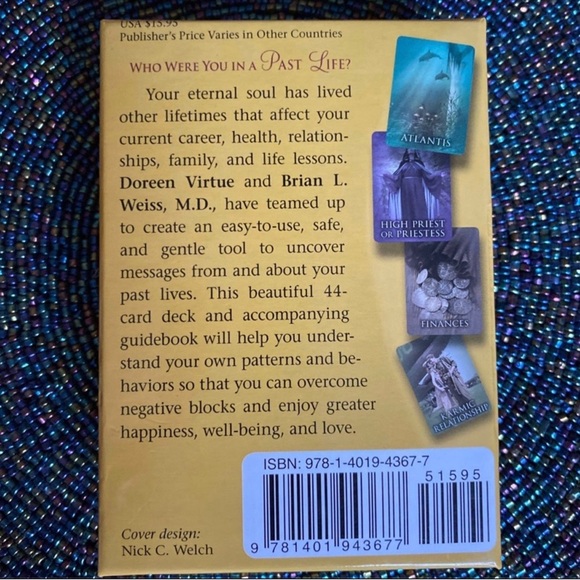 USA $15.95
Publisher's Price Varies in Other Countries
WHO WERE YOU IN A PAST LIFE?
Your eternal soul has lived
other lifetimes that affect your
current career, health, relation-
ships, family, and life lessons.
Doreen Virtue and Brian L.
Weiss, M.D., have teamed up
to create an easy-to-use, safe,
and gentle tool to uncover
messages from and about your
past lives. This beautiful 44-
card deck and accompanying
guidebook will help you under-
stand your own patterns and be-
haviors so that you can overcome
negative blocks and enjoy greater
happiness, well-being, and love.
ATLANTIS
HIGH PRIEST
OR PRIESTESS
FINANCES
KARMIC
RELATIONSHIP
ISBN: 978-1-4019-4367-7
51595
9 781401 943677
Cover design:
Nick C. Welch